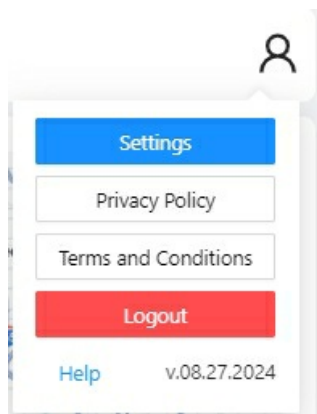 Settings
Privacy Policy
Terms and Conditions
Logout
Help v.08.27.2024